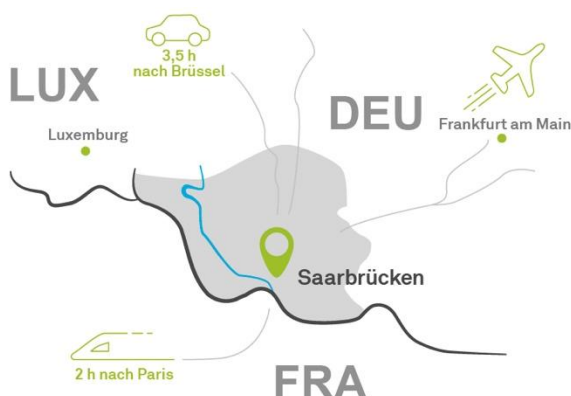 3,5 h
nach Brüssel
LUX
DEU
Luxemburg
Frankfurt am Main
Saarbrücken
2 h nach Paris
FRA